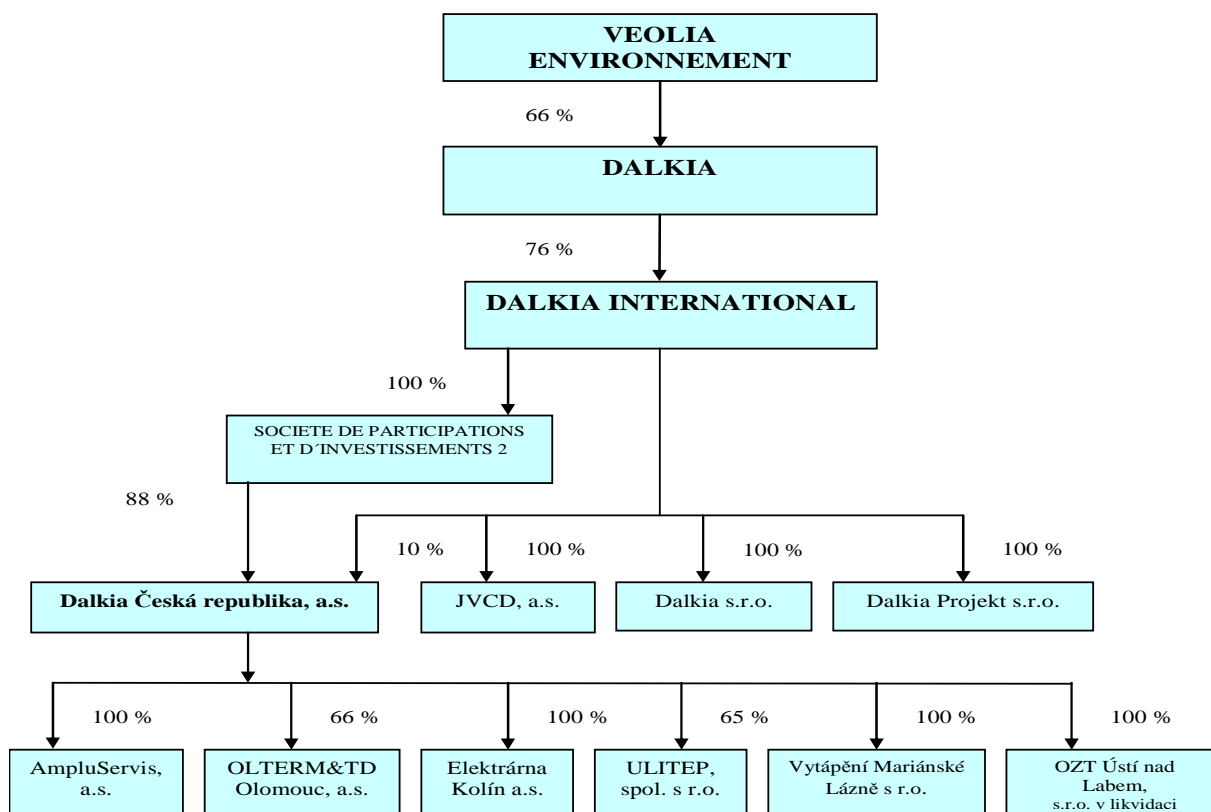 VEOLIA
ENVIRONNEMENT
66 %
DALKIA
76 %
DALKIA INTERNATIONAL
100 %
SOCIETE DE PARTICIPATIONS
ET D´INVESTISSEMENTS 2
88 %
10 %
100 %
100 %
100 %
Dalkia Česká republika, a.s.
JVCD, a.s.
Dalkia s.r.o.
Dalkia Projekt s.r.o.
100 %
66 %
100 %
65 %
100 %
100 %
AmpluServis,
a.s.
OLTERM&TD
Olomouc, a.s.
Elektrárna
Kolín a.s.
ULITEP,
spol. s r.o.
Vytápění Mariánské
Lázně s r.o.
OZT Ústí nad
Labem,
s.r.o. v likvidaci